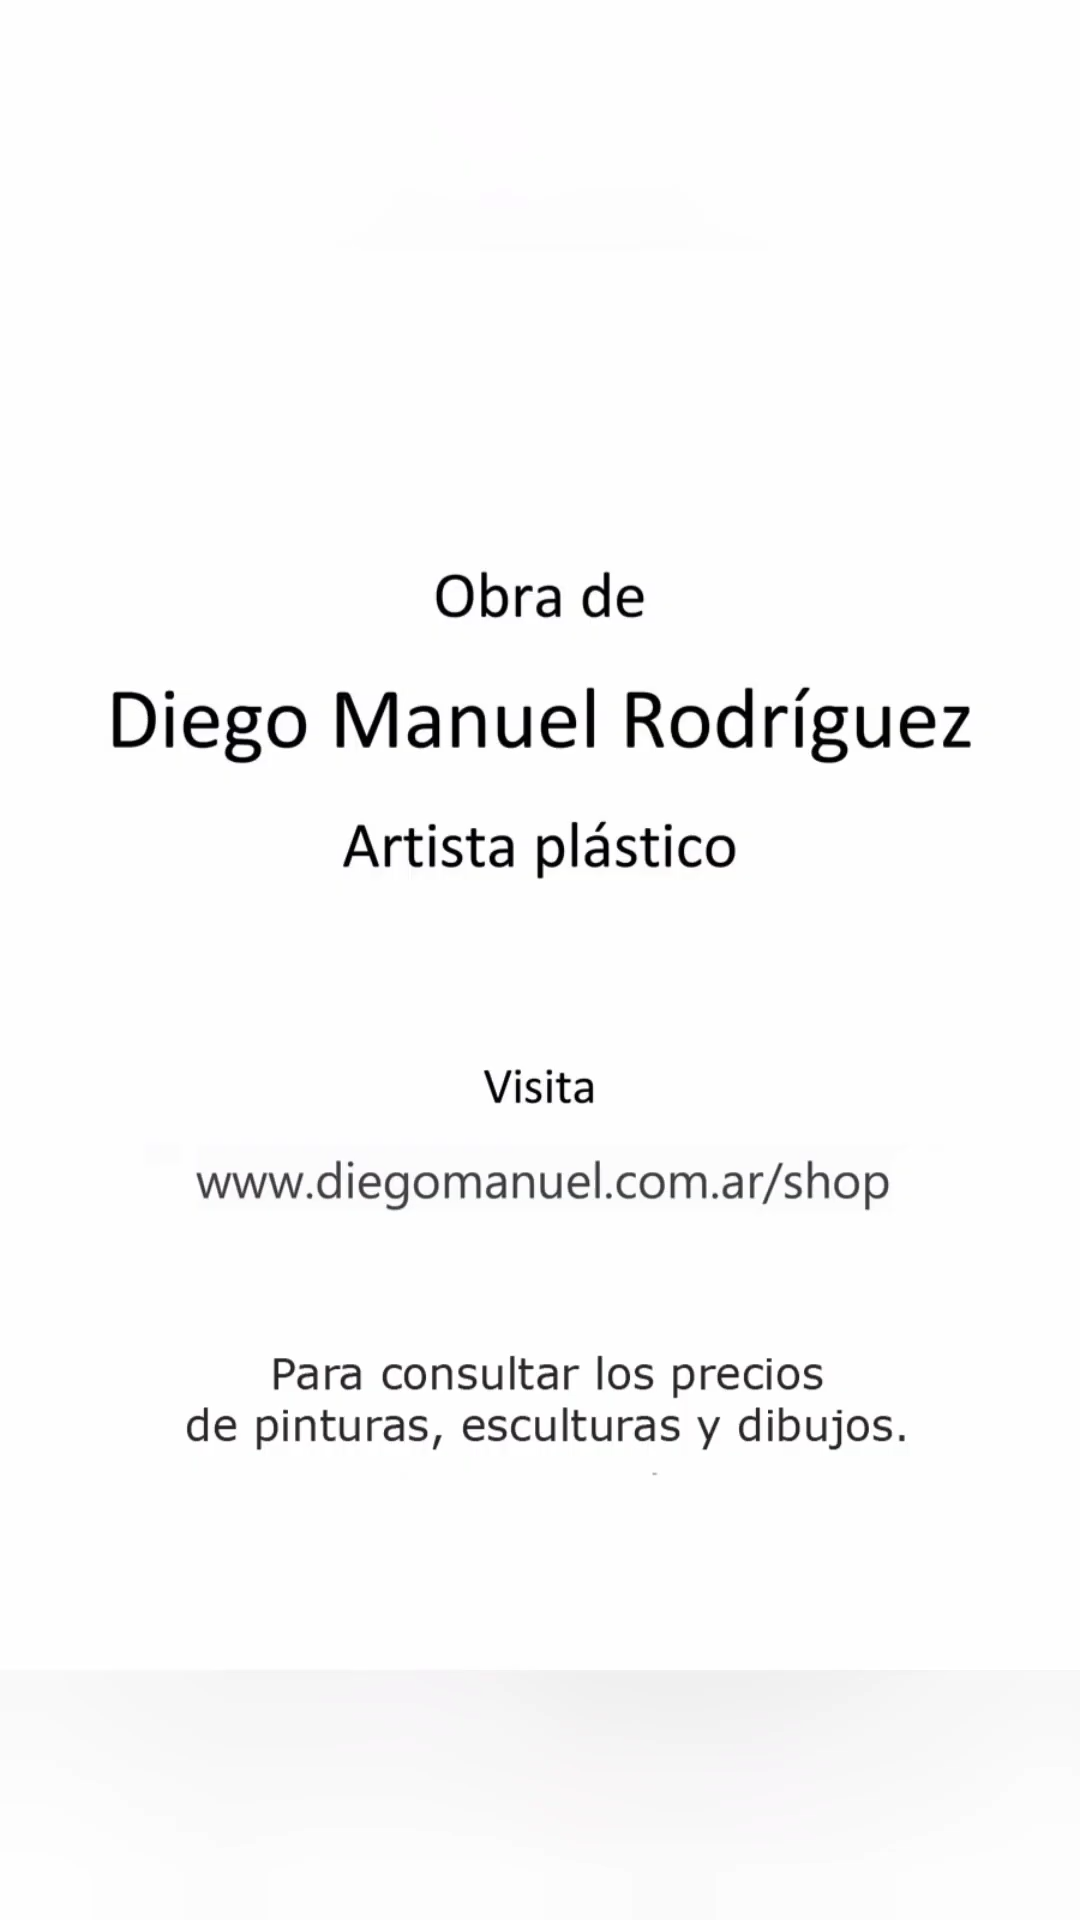 Obra de
Diego Manuel Rodríguez
Artista plástico
Visita
www.diegomanuel.com.ar/shop
Para consultar los precios
de pinturas, esculturas y dibujos.